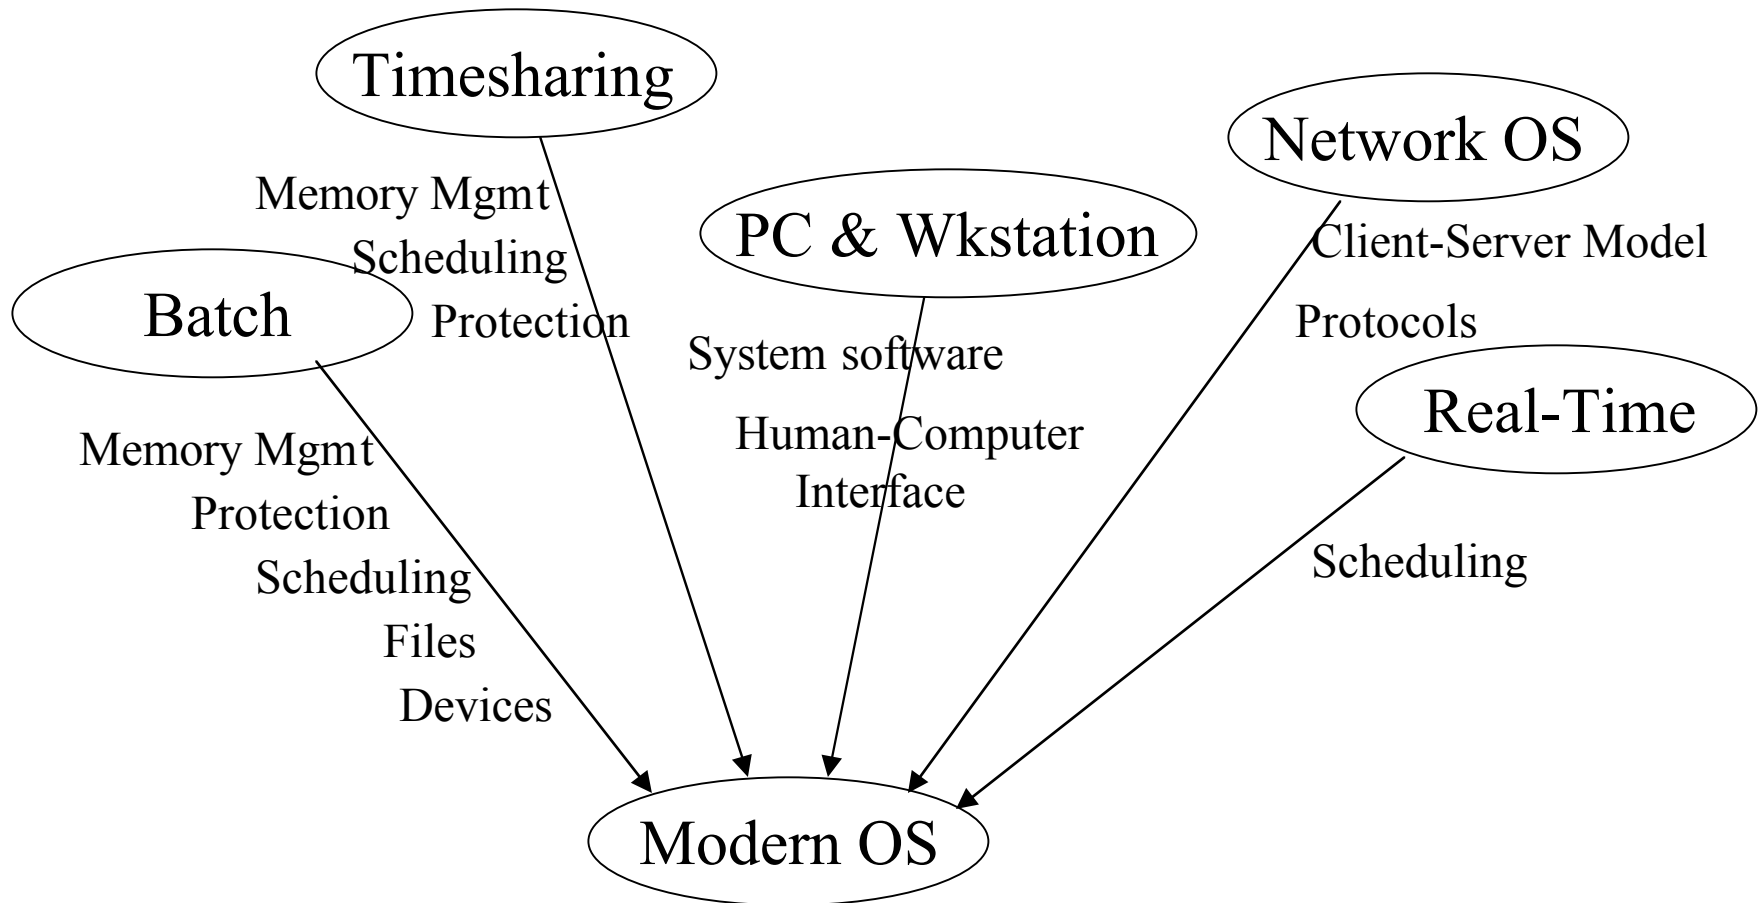 Timesharing
Network OS
Memory Mgmt
Scheduling
Protection
PC & Wkstation
Client-Server Model
Protocols
Batch
System software
Human-Computer
Interface
Real-Time
Memory Mgmt
Protection
Scheduling
Files
Devices
Scheduling
Modern OS